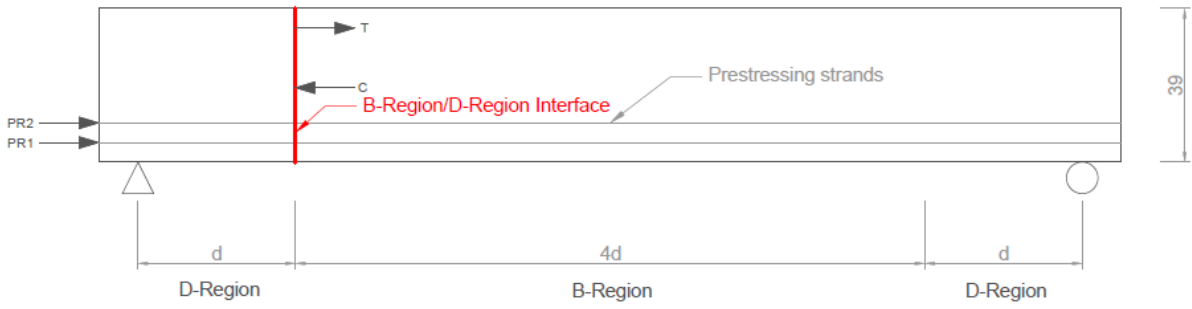 T
Prestressing strands
C
B-Region/D-Region Interface
39
PR2
PR1
d
4d
d
D-Region
B-Region
D-Region